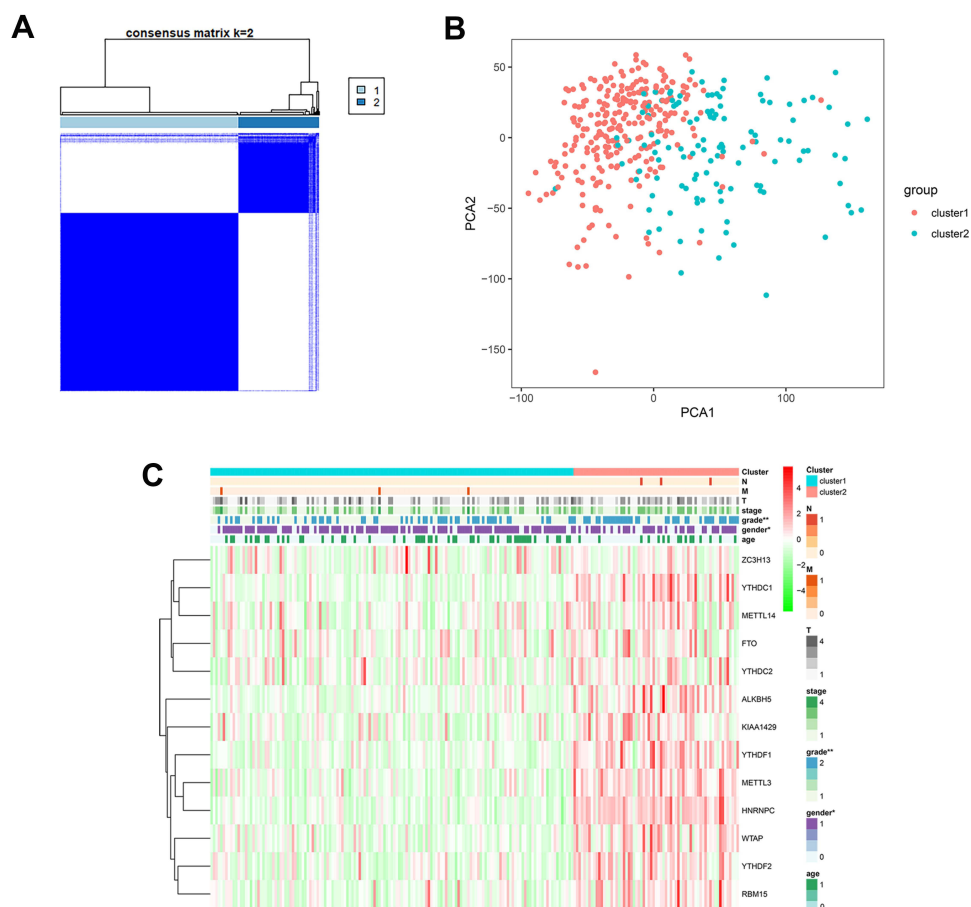 A
consensus matrix k=2
1
2
B
50
0
−50
−100
−150
−100
0
100
PCA2
PCA1
group
cluster1
cluster2
C
Cluster
N
M
T
stage
grade**
gender*
age
ZC3H13
YTHDC1
METTL14
FTO
YTHDC2
ALKBH5
KIAA1429
YTHDF1
METTL3
HNRNPC
WTAP
YTHDF2
RBM15
4
2
0
−2
−4
Cluster
cluster1
cluster2
N
1
0
M
1
0
T
4
1
stage
4
1
grade**
2
1
gender*
1
0
age
1
0